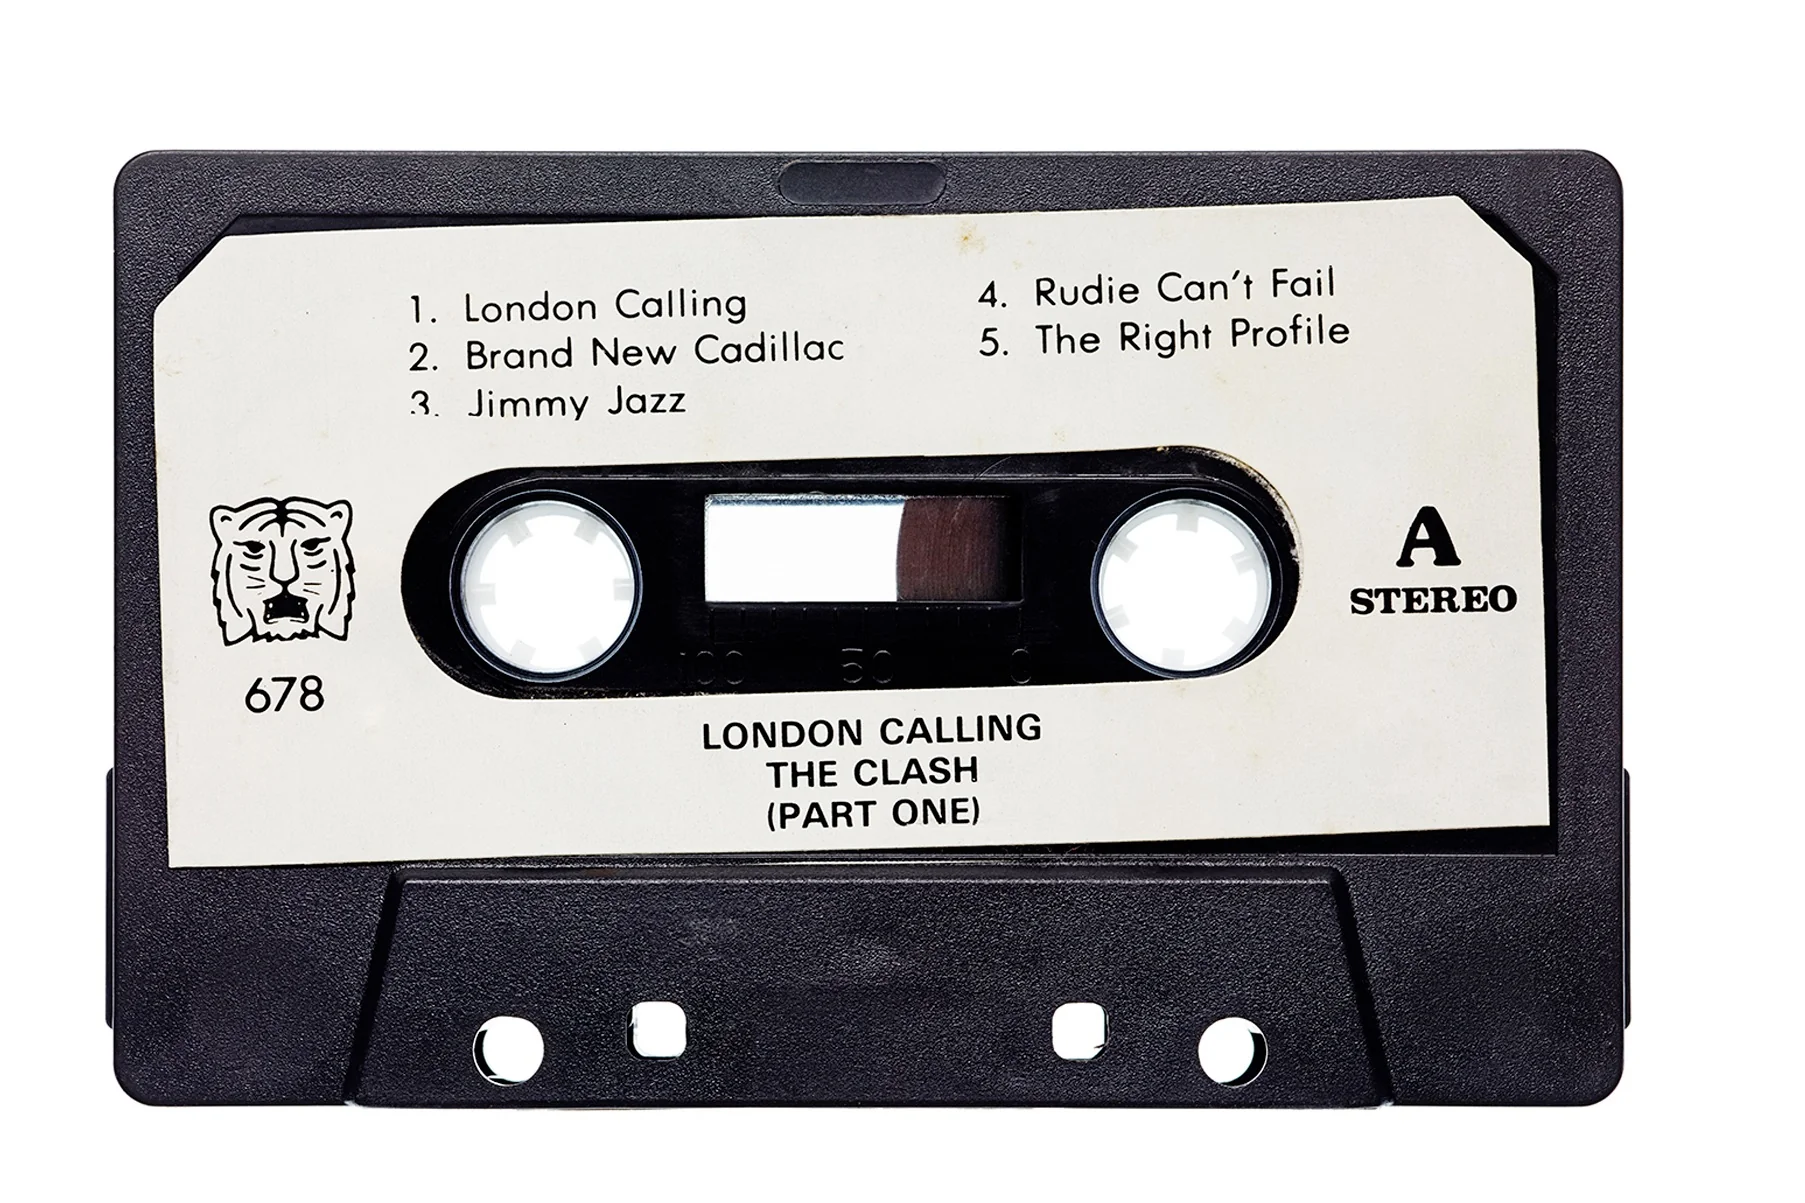 1. London Calling
2. Brand New Cadillac
3. Jimmy Jazz
4. Rudie Can't Fail
5. The Right Profile
678
A
STEREO
100 50 0
LONDON CALLING
THE CLASH
(PART ONE)